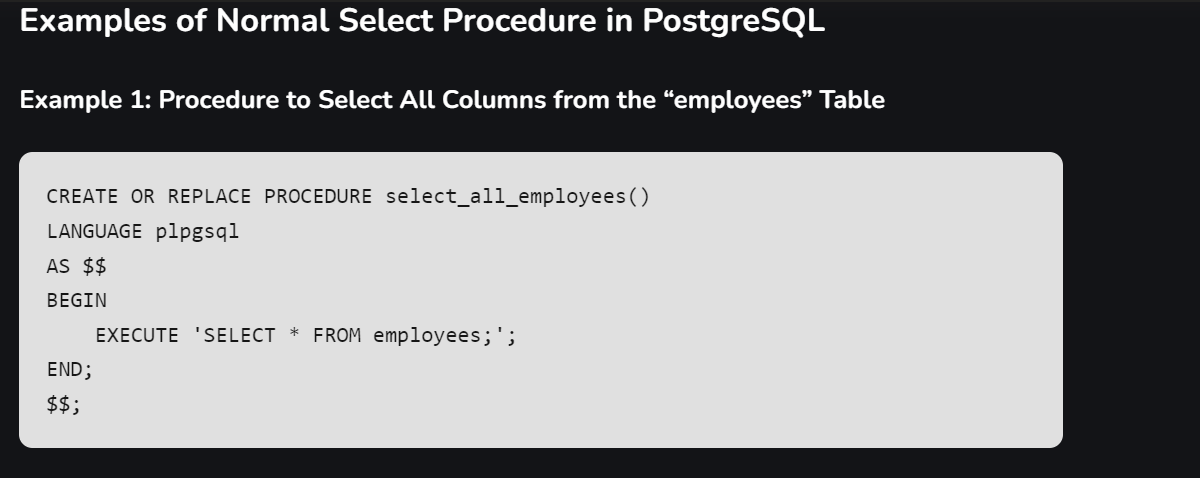 Examples of Normal Select Procedure in PostgreSQL
Example 1: Procedure to Select All Columns from the “employees” Table
CREATE OR REPLACE PROCEDURE select_all_employees()
LANGUAGE plpgsql
AS $$
BEGIN
    EXECUTE 'SELECT * FROM employees;';
END;
$$;